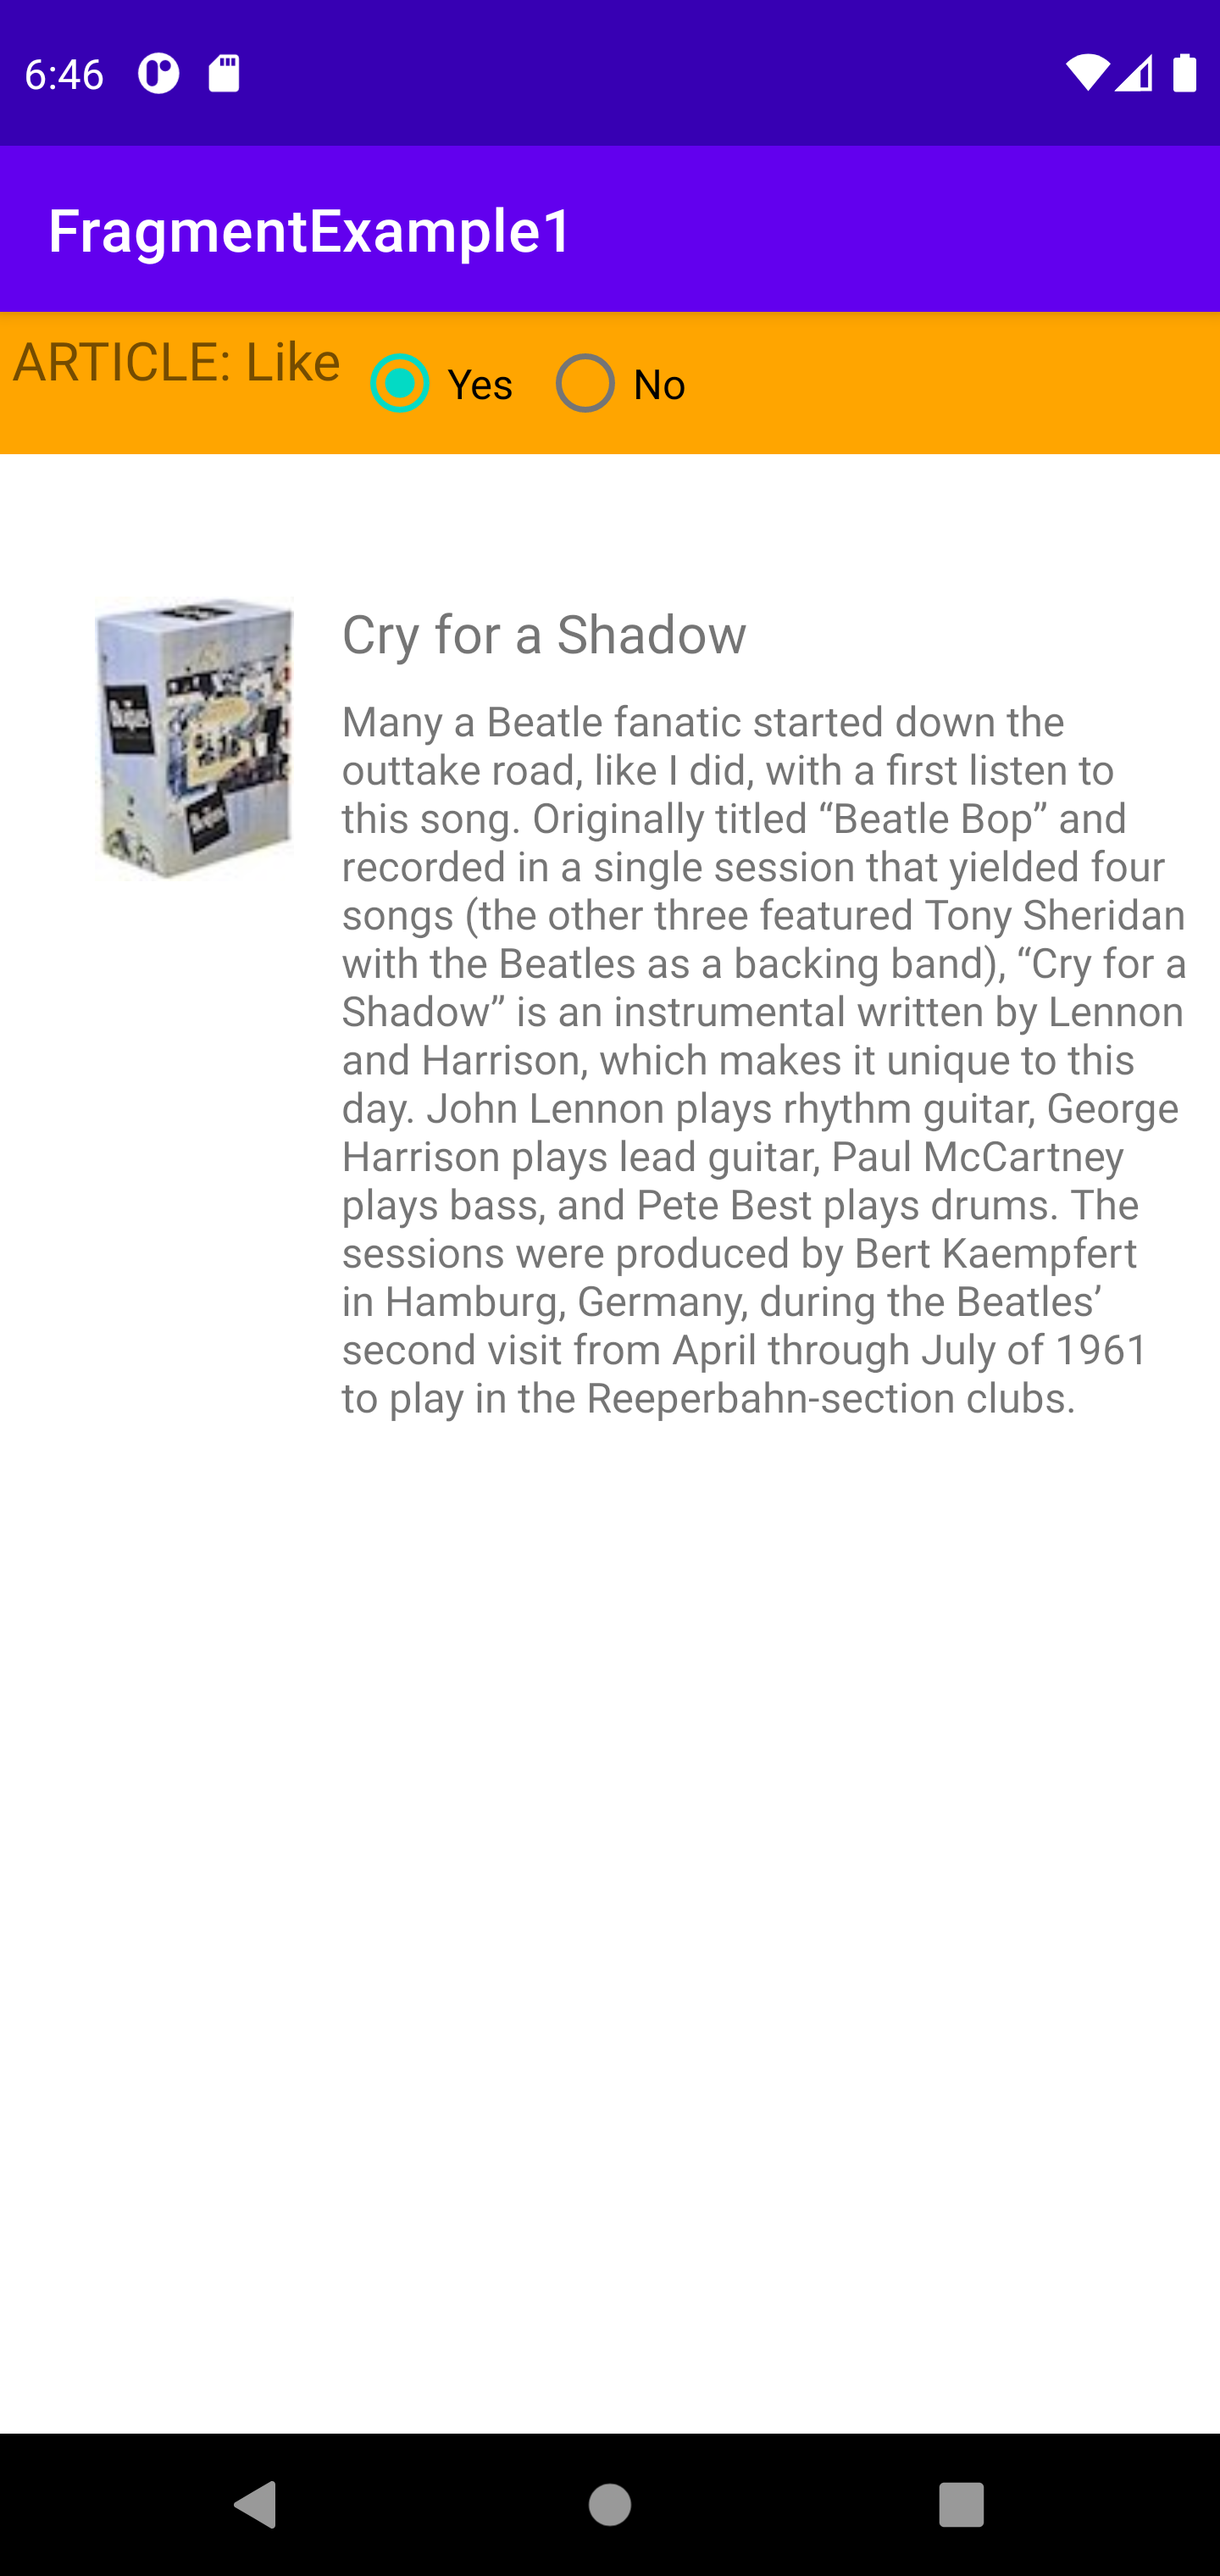 6:46
FragmentExample1
ARTICLE: Like
Yes
No
Cry for a Shadow
Many a Beatle fanatic started down the
outtake road, like I did, with a first listen to
this song. Originally titled “Beatle Bop” and
recorded in a single session that yielded four
songs (the other three featured Tony Sheridan
with the Beatles as a backing band), “Cry for a
Shadow” is an instrumental written by Lennon
and Harrison, which makes it unique to this
day. John Lennon plays rhythm guitar, George
Harrison plays lead guitar, Paul McCartney
plays bass, and Pete Best plays drums. The
sessions were produced by Bert Kaempfert
in Hamburg, Germany, during the Beatles’
second visit from April through July of 1961
to play in the Reeperbahn-section clubs.